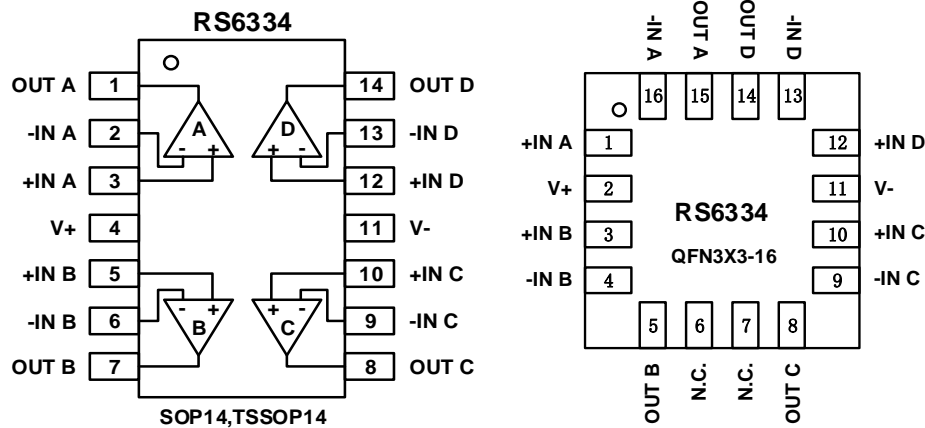 RS6334
OUT A 1
-IN A 2
+IN A 3
V+ 4
+IN B 5
-IN B 6
OUT B 7
14 OUT D
13 -IN D
12 +IN D
11 V-
10 +IN C
9 -IN C
8 OUT C
A
- +
D
+ -
- +
B
+ -
C
SOP14,TSSOP14
-IN A
OUT A
OUT D
-IN D
16 15 14 13
+IN A 1
V+ 2
+IN B 3
-IN B 4
12 +IN D
11 V-
10 +IN C
9 -IN C
RS6334
QFN3X3-16
5 6 7 8
OUT B
N.C.
N.C.
OUT C